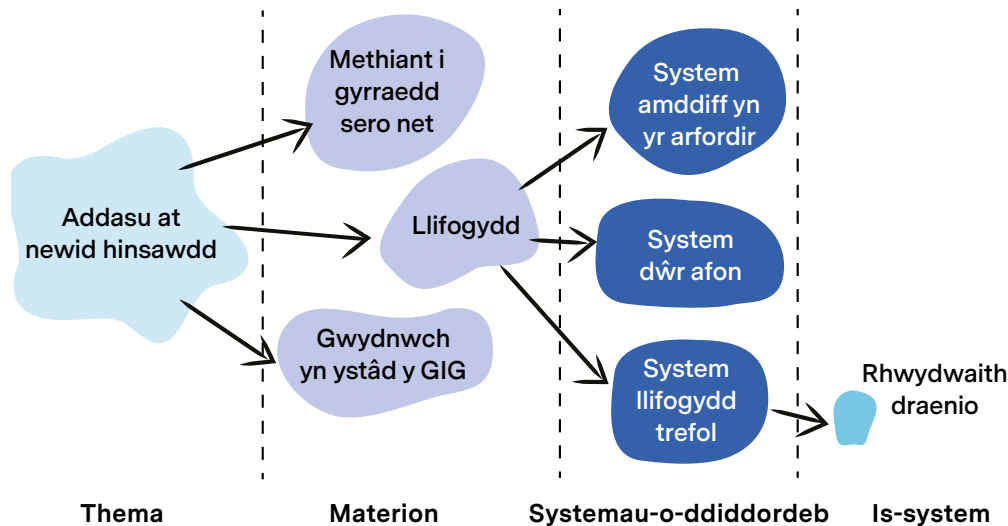 Addasu at
newid hinsawdd
Methiant i
gyrraedd
sero net
Llifogydd
Gwydnwch
yn ystâd y GIG
System
amddiff yn
yr arfordir
System
dŵr afon
System
llifogydd
trefol
Rhwydwaith
draenio
Thema
Materion
Systemau-o-ddiddordeb
Is-system